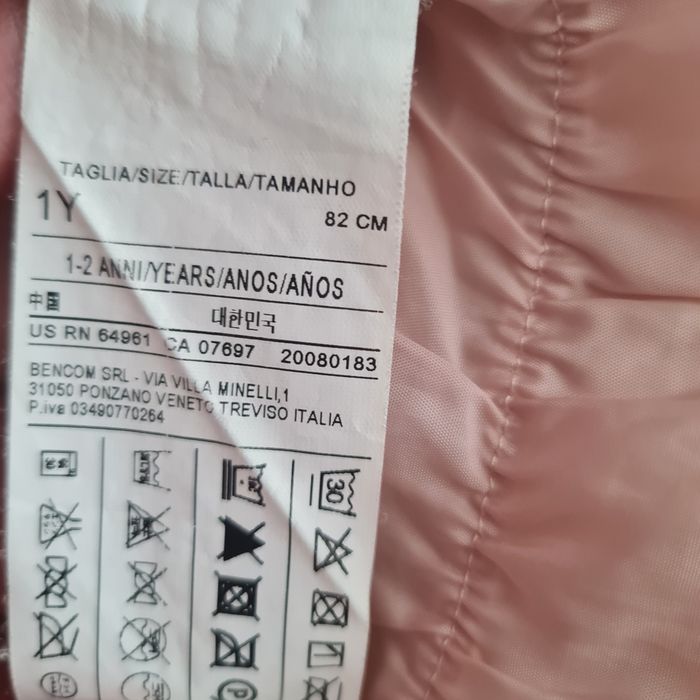 TAGLIA/SIZE/TALLA/TAMANHO
1Y 82 CM
1-2 ANNI/YEARS/ANOS/AÑOS
中国 대한민국
US RN 64961 CA 07697 20080183
BENCOM SRL - VIA VILLA MINELLI,1
31050 PONZANO VENETO TREVISO ITALIA
P.iva 03490770264
30